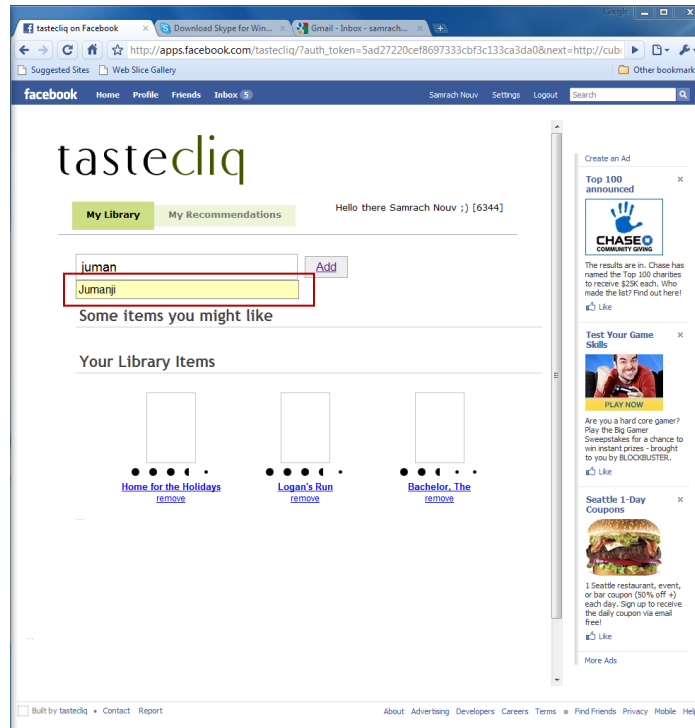 Google
tastecliq on Facebook
Download Skype for Win...
Gmail - Inbox - samrach...
http://apps.facebook.com/tastecliq/?auth_token=5ad27220cef8697333cbf3c133ca3da0&next=http://cub
Suggested Sites
Web Slice Gallery
Other bookmark
facebook Home Profile Friends Inbox 5
Samrach Nouv Settings Logout
Search
tastecliq
My Library
My Recommendations
Hello there Samrach Nouv ;) [6344]
juman
Add
Jumanji
Some items you might like
Your Library Items
Home for the Holidays
remove
Logan's Run
remove
Bachelor, The
remove
...
...
Create an Ad
Top 100
announced
CHASE
COMMUNITY GIVING
The results are in. Chase has
named the Top 100 charities
to receive $25K each. Who
made the list? Find out here!
Like
Test Your Game
Skills
PLAY NOW
Are you a hard core gamer?
Play the Big Gamer
Sweepstakes for a chance to
win instant prizes - brought
to you by BLOCKBUSTER.
Like
Seattle 1-Day
Coupons
1 Seattle restaurant, event,
or bar coupon (50% off +)
each day. Sign up to receive
the daily coupon via email
free!
Like
More Ads
Built by tastecliq • Contact Report
About Advertising Developers Careers Terms Find Friends Privacy Mobile Help